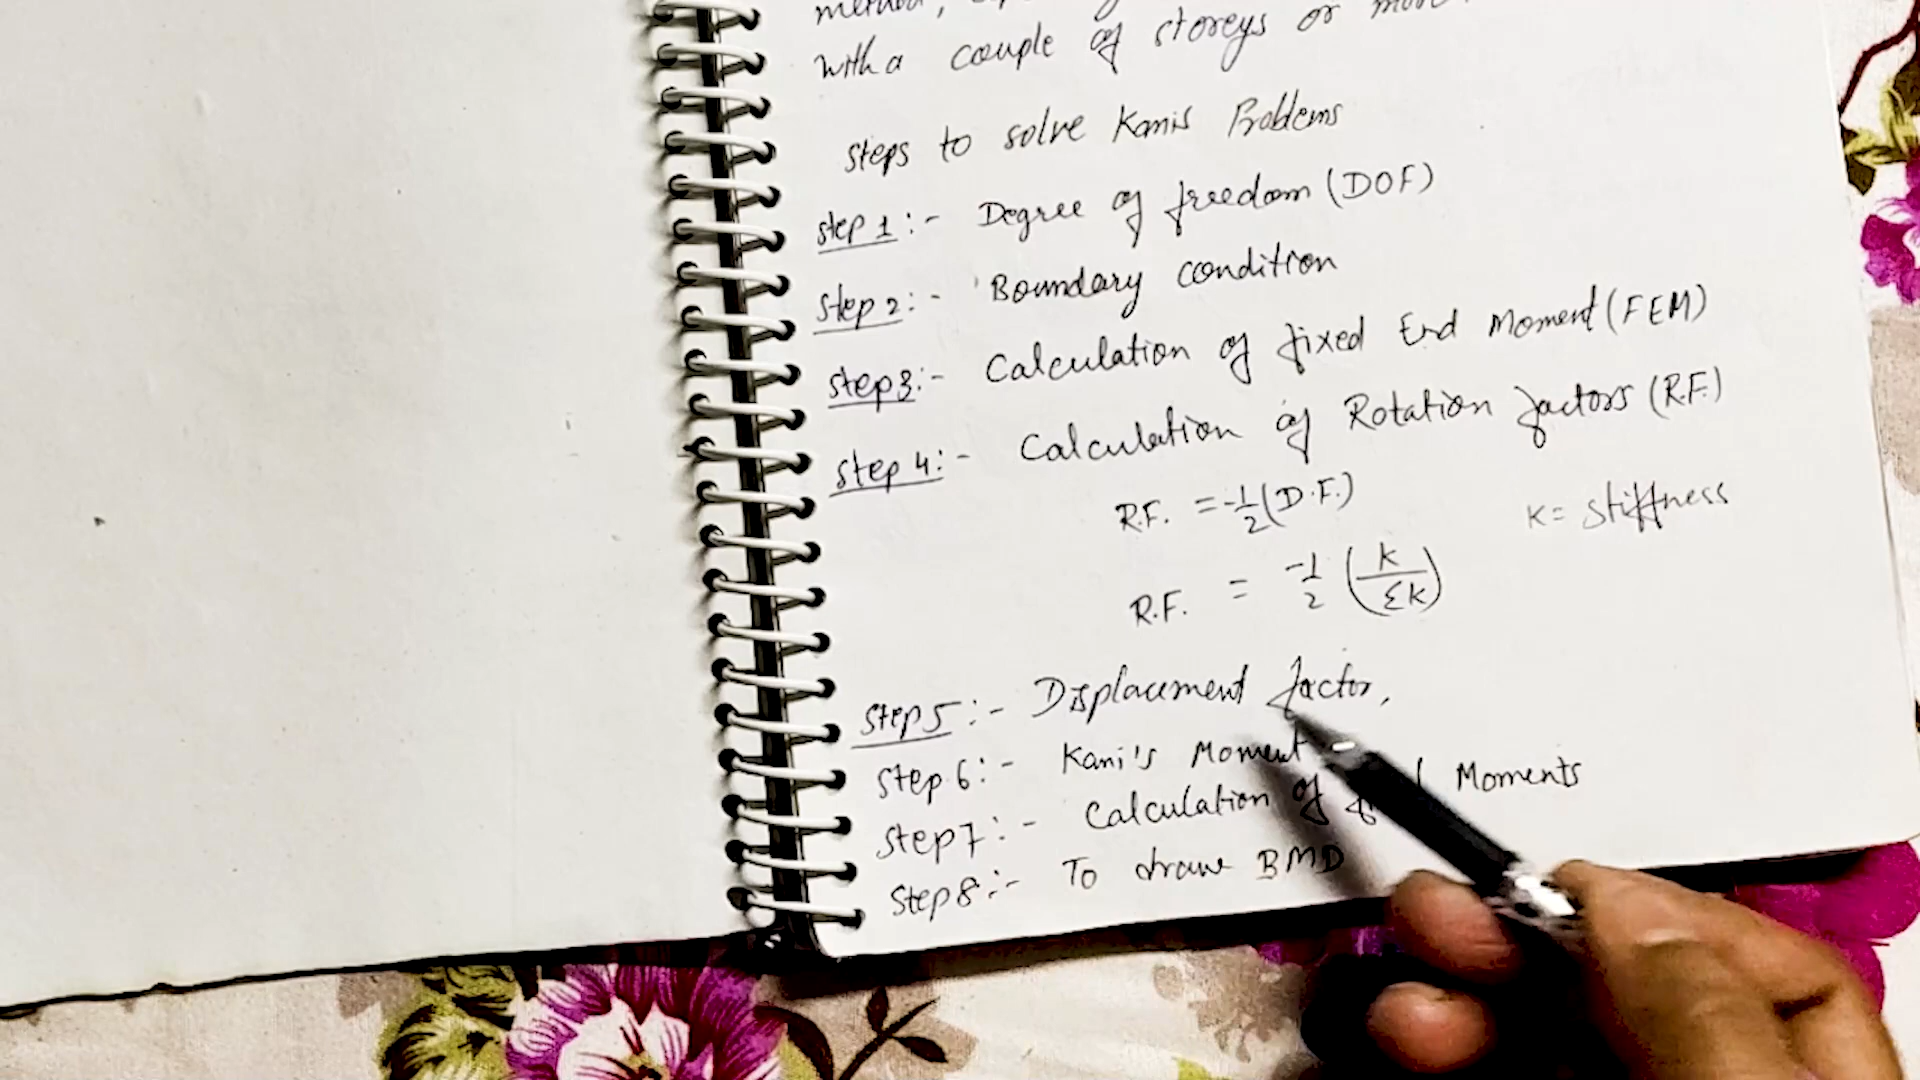 with a couple of storeys or
steps to solve Kanis Problems
step 1:- Degree of freedom (DOF)
step 2:- Boundary condition
step 3:- Calculation of fixed End Moment (FEM)
step 4:- Calculation of Rotation factors (R.F.)
R.F. = -1/2 (D.F.) K = stiffness
R.F. = -1/2 (K/ΣK)
step 5:- Displacement factor,
step 6:- Kani's Moment
step 7:- Calculation of Moments
step 8:- To draw BMD